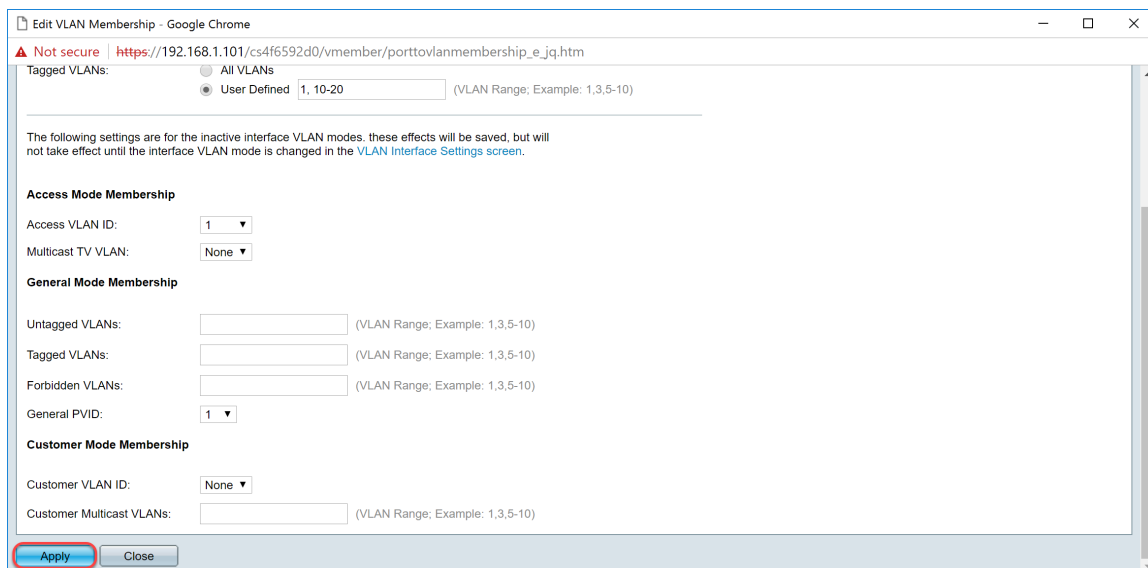 Edit VLAN Membership - Google Chrome
Not secure | https://192.168.1.101/cs4f6592d0/vmember/porttovlanmembership_e_jq.htm
Tagged VLANs: All VLANs
User Defined 1, 10-20 (VLAN Range; Example: 1,3,5-10)
The following settings are for the inactive interface VLAN modes. these effects will be saved, but will
not take effect until the interface VLAN mode is changed in the VLAN Interface Settings screen.
Access Mode Membership
Access VLAN ID: 1
Multicast TV VLAN: None
General Mode Membership
Untagged VLANs: (VLAN Range; Example: 1,3,5-10)
Tagged VLANs: (VLAN Range; Example: 1,3,5-10)
Forbidden VLANs: (VLAN Range; Example: 1,3,5-10)
General PVID: 1
Customer Mode Membership
Customer VLAN ID: None
Customer Multicast VLANs: (VLAN Range; Example: 1,3,5-10)
Apply Close